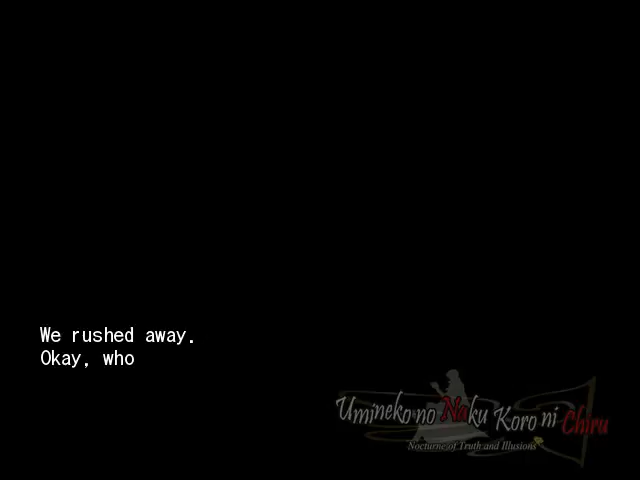 We rushed away.
Okay, who
Umineko no Naku Koro ni Chiru
Nocturne of Truth and Illusions